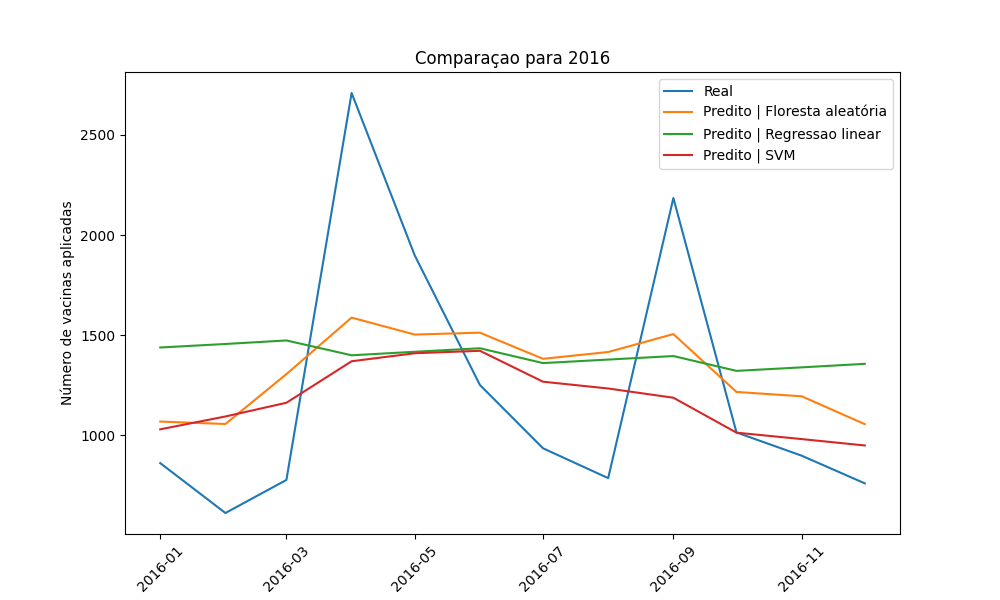 Comparaçao para 2016
Real
Predito | Floresta aleatória
Predito | Regressao linear
Predito | SVM
Número de vacinas aplicadas
2500
2000
1500
1000
2016-01
2016-03
2016-05
2016-07
2016-09
2016-11